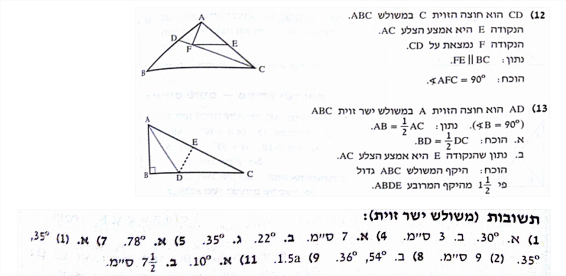 12) CD הוא חוצה הזוית C במשולש ABC.
הנקודה E היא אמצע הצלע AC.
הנקודה F נמצאת על CD.
נתון: FE || BC.
הוכח: ∢AFC = 90°.
A
D
F
E
B
C
13) AD הוא חוצה הזוית A במשולש ישר זוית ABC
(∢B = 90°). נתון: AB = 1/2 AC.
א. הוכח: BD = 1/2 DC.
ב. נתון שהנקודה E היא אמצע הצלע AC.
הוכח: היקף המשולש ABC גדול
פי 1 1/2 מהיקף המרובע ABDE.
A
E
B
D
C
תשובות (משולש ישר זוית):
1) א. 30°. ב. 3 ס״מ. 4) א. 7 ס״מ. ב. 22°. ג. 35°. 5) א. 78°. 7) א. (1) 35°,
(2) 35°. 9 ס״מ. 8) ב. 54°, 36°. 9) 1.5a. 11) א. 10°. ב. 7 1/2 ס״מ.